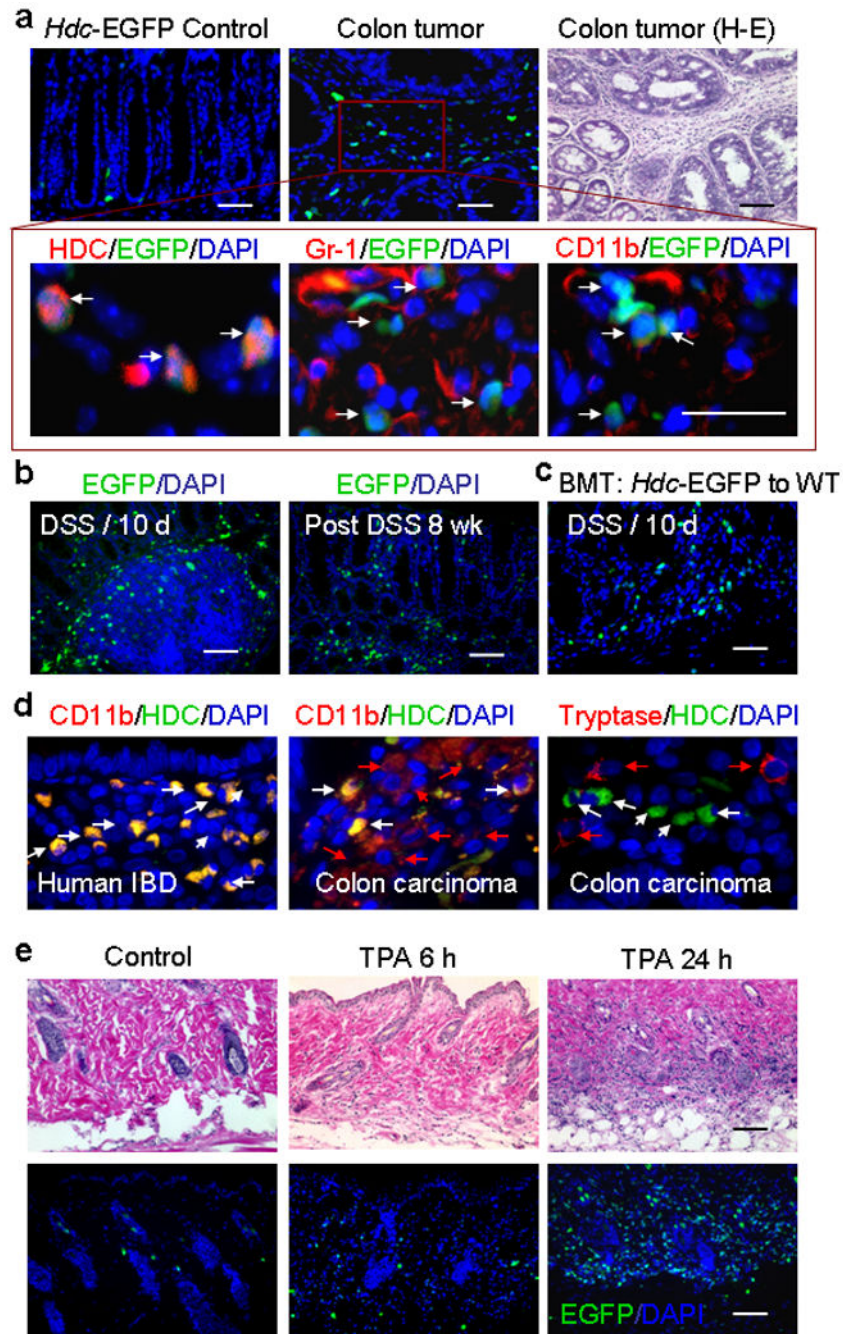 a
Hdc-EGFP Control
Colon tumor
Colon tumor (H-E)
HDC/EGFP/DAPI
Gr-1/EGFP/DAPI
CD11b/EGFP/DAPI
b
EGFP/DAPI
EGFP/DAPI
c
BMT: Hdc-EGFP to WT
DSS / 10 d
Post DSS 8 wk
DSS / 10 d
d
CD11b/HDC/DAPI
CD11b/HDC/DAPI
Tryptase/HDC/DAPI
Human IBD
Colon carcinoma
Colon carcinoma
e
Control
TPA 6 h
TPA 24 h
EGFP/DAPI